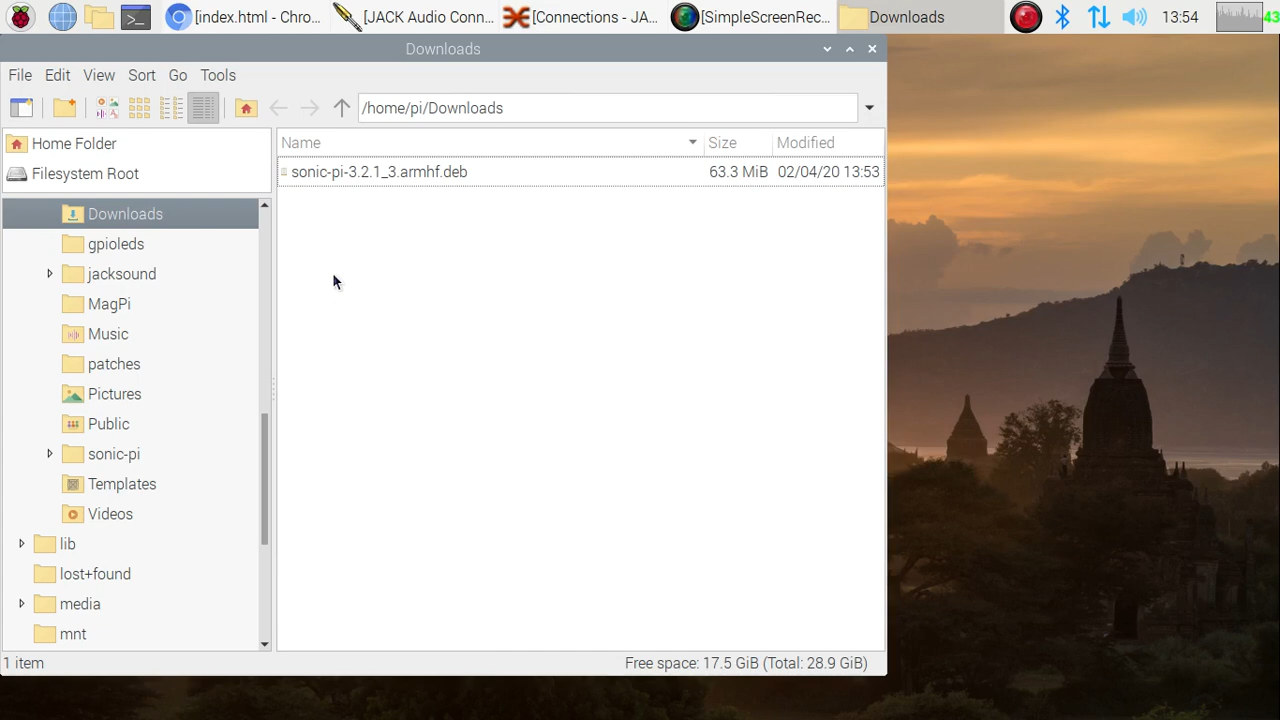 [index.html - Chro...
[JACK Audio Conn...
[Connections - JA...
[SimpleScreenRec...
Downloads
13:54
43
Downloads
File Edit View Sort Go Tools
/home/pi/Downloads
Home Folder
Filesystem Root
Downloads
gpioleds
jacksound
MagPi
Music
patches
Pictures
Public
sonic-pi
Templates
Videos
lib
lost+found
media
mnt
Name Size Modified
sonic-pi-3.2.1_3.armhf.deb 63.3 MiB 02/04/20 13:53
1 item
Free space: 17.5 GiB (Total: 28.9 GiB)